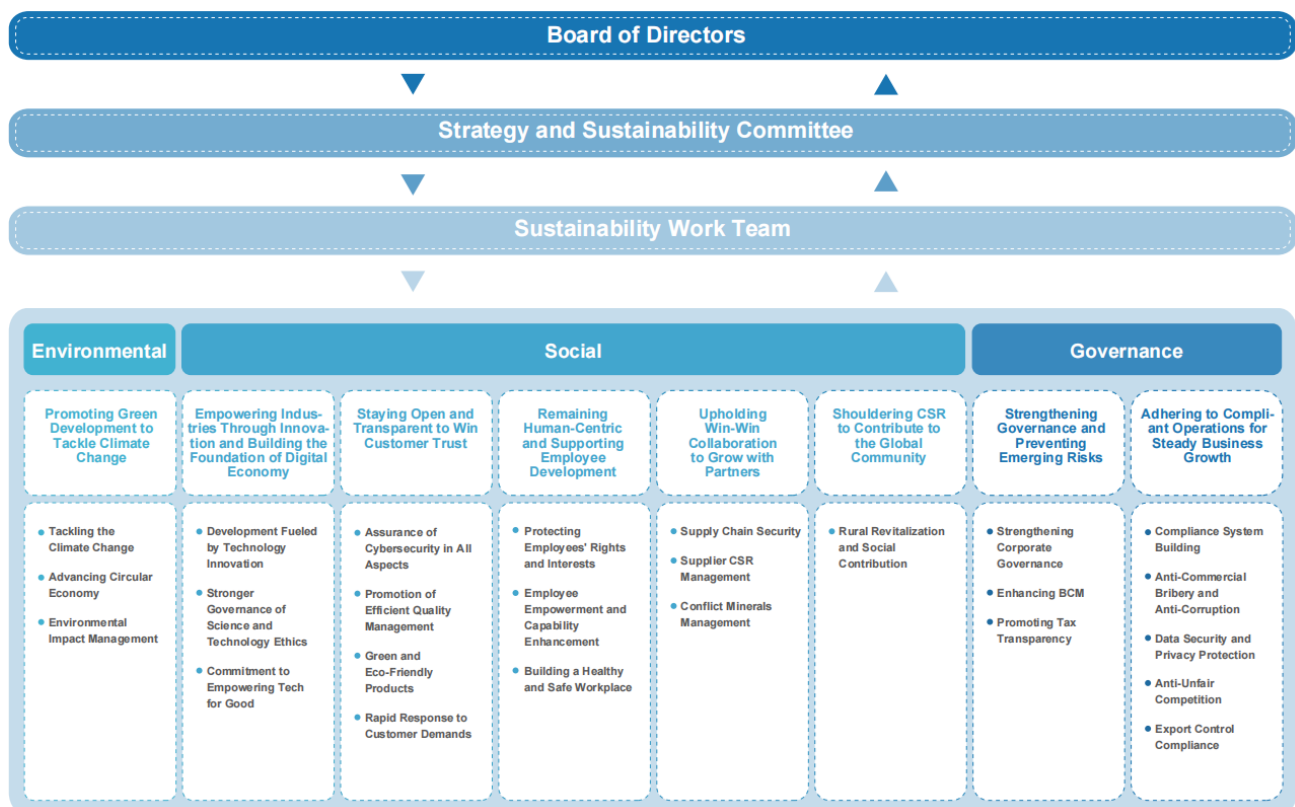 Board of Directors
Strategy and Sustainability Committee
Sustainability Work Team
Environmental
Social
Governance
Promoting Green
Development to
Tackle Climate
Change
Empowering Indus-
tries Through Innova-
tion and Building the
Foundation of Digital
Economy
Staying Open and
Transparent to Win
Customer Trust
Remaining
Human-Centric
and Supporting
Employee
Development
Upholding
Win-Win
Collaboration
to Grow with
Partners
Shouldering CSR
to Contribute to
the Global
Community
Strengthening
Governance and
Preventing
Emerging Risks
Adhering to Compli-
ant Operations for
Steady Business
Growth
• Tackling the
Climate Change
• Advancing Circular
Economy
• Environmental
Impact Management
• Development Fueled
by Technology
Innovation
• Stronger
Governance of
Science and
Technology Ethics
• Commitment to
Empowering Tech
for Good
• Assurance of
Cybersecurity in All
Aspects
• Promotion of
Efficient Quality
Management
• Green and
Eco-Friendly
Products
• Rapid Response to
Customer Demands
• Protecting
Employees' Rights
and Interests
• Employee
Empowerment and
Capability
Enhancement
• Building a Healthy
and Safe Workplace
• Supply Chain Security
• Supplier CSR
Management
• Conflict Minerals
Management
• Rural Revitalization
and Social
Contribution
• Strengthening
Corporate
Governance
• Enhancing BCM
• Promoting Tax
Transparency
• Compliance System
Building
• Anti-Commercial
Bribery and
Anti-Corruption
• Data Security and
Privacy Protection
• Anti-Unfair
Competition
• Export Control
Compliance